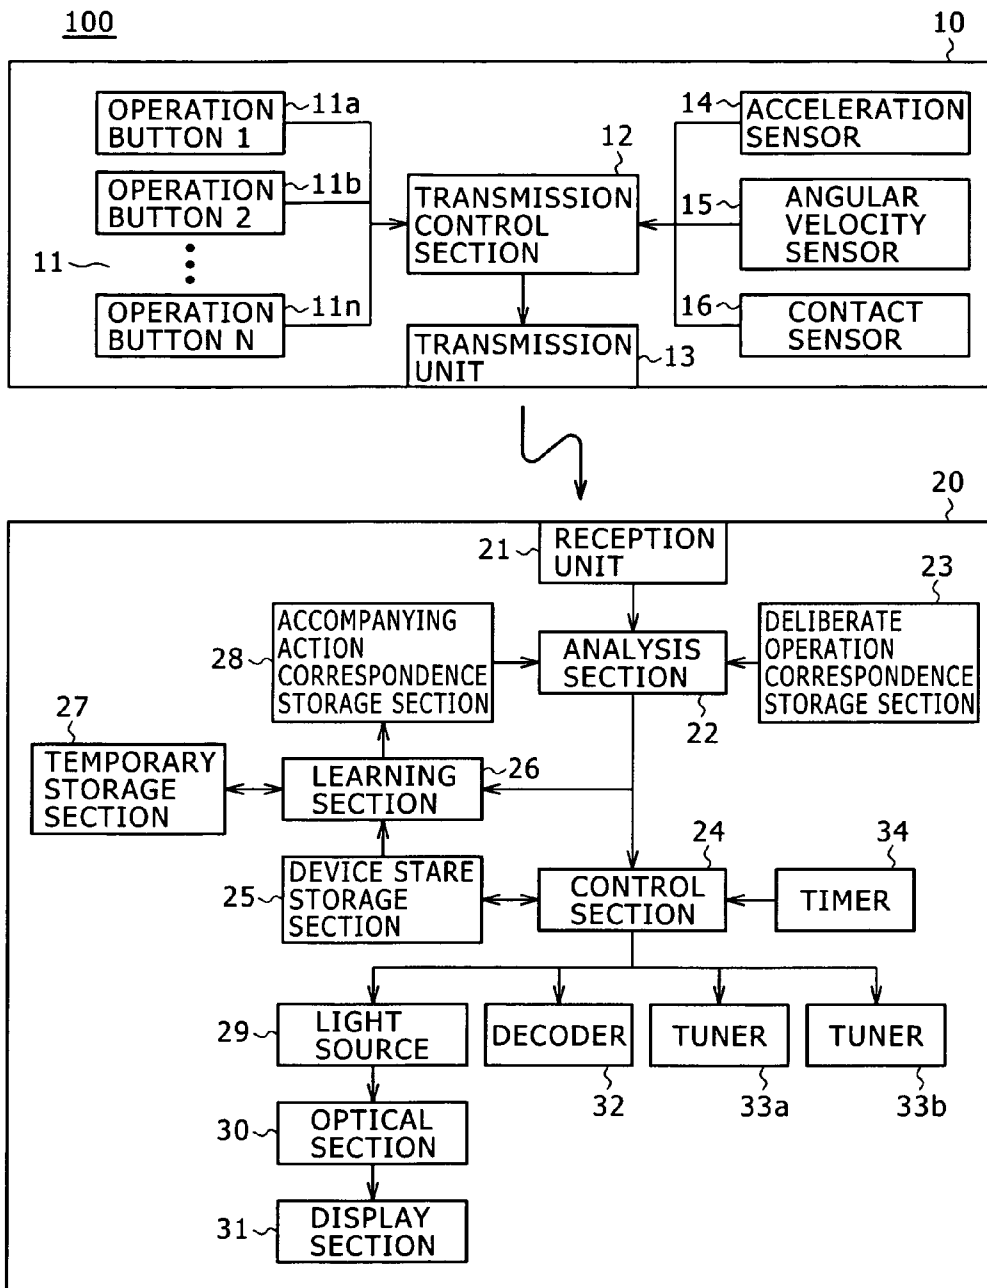 100
10
OPERATION
BUTTON 1
11a
OPERATION
BUTTON 2
11b
11
OPERATION
BUTTON N
11n
12
TRANSMISSION
CONTROL
SECTION
TRANSMISSION
UNIT
13
14
ACCELERATION
SENSOR
15
ANGULAR
VELOCITY
SENSOR
16
CONTACT
SENSOR
20
21
RECEPTION
UNIT
23
28
ACCOMPANYING
ACTION
CORRESPONDENCE
STORAGE SECTION
ANALYSIS
SECTION
22
DELIBERATE
OPERATION
CORRESPONDENCE
STORAGE SECTION
27
TEMPORARY
STORAGE
SECTION
LEARNING
SECTION
26
25
DEVICE STARE
STORAGE
SECTION
24
CONTROL
SECTION
34
TIMER
29
LIGHT
SOURCE
DECODER
32
TUNER
33a
TUNER
33b
30
OPTICAL
SECTION
31
DISPLAY
SECTION